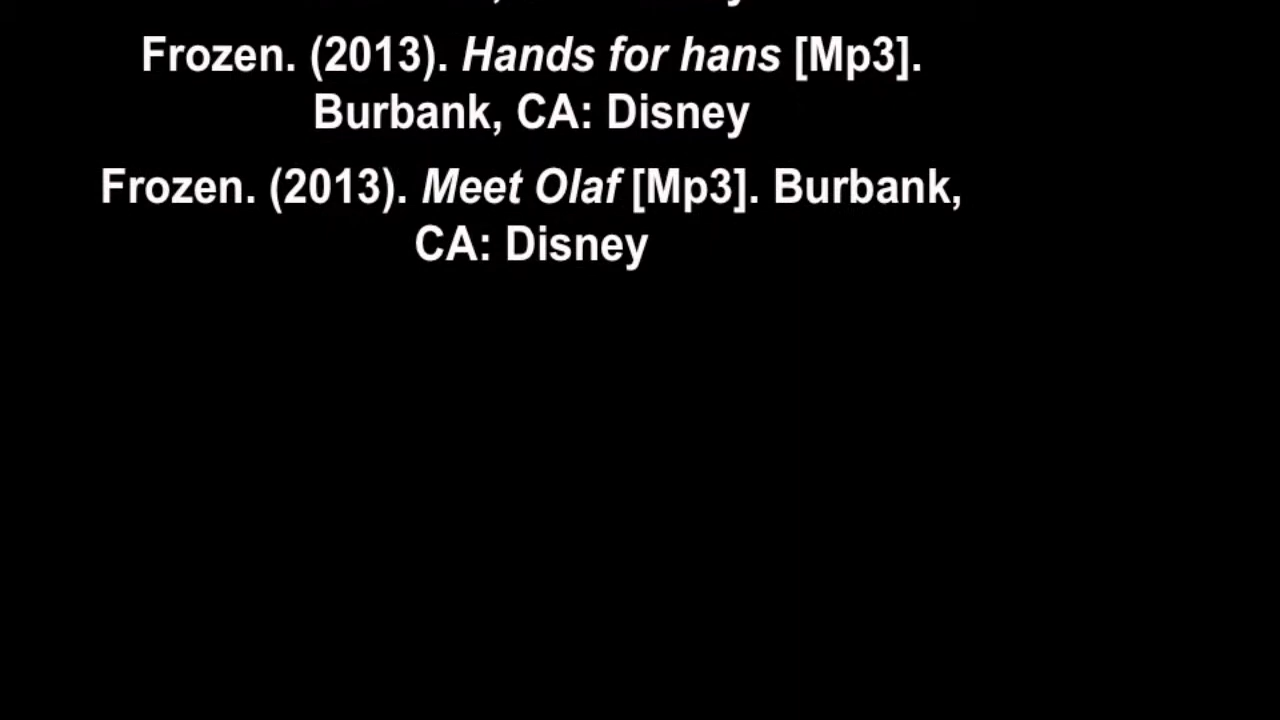 Frozen. (2013). Hands for hans [Mp3].
Burbank, CA: Disney
Frozen. (2013). Meet Olaf [Mp3]. Burbank,
CA: Disney